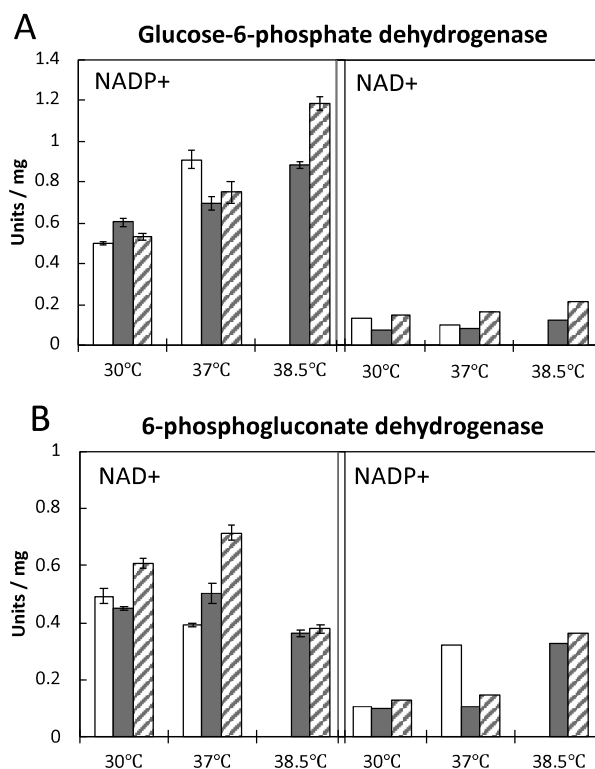 A
Glucose-6-phosphate dehydrogenase
1.4
1.2
1
0.8
0.6
0.4
0.2
0
Units / mg
NADP+
NAD+
30°C
37°C
38.5°C
30°C
37°C
38.5°C
B
6-phosphogluconate dehydrogenase
1
0.8
0.6
0.4
0.2
0
Units / mg
NAD+
NADP+
30°C
37°C
38.5°C
30°C
37°C
38.5°C